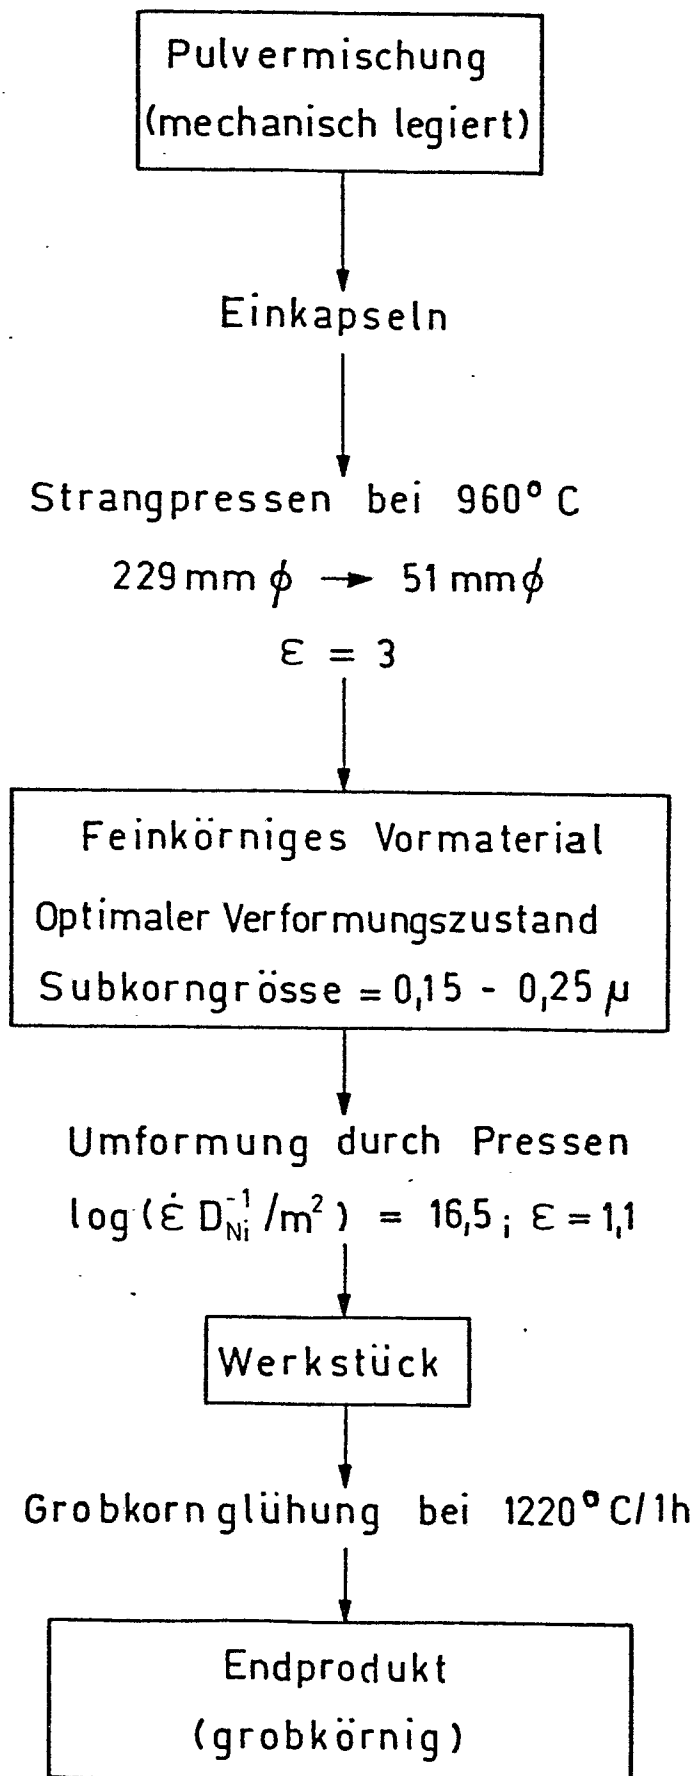 Pulvermischung
(mechanisch legiert)
Einkapseln
Strangpressen bei 960° C
229 mm ϕ → 51 mm ϕ
Ɛ = 3
Feinkörniges Vormaterial
Optimaler Verformungszustand
Subkorngrösse = 0,15 - 0,25 μ
Umformung durch Pressen
log (ε̇ D_Ni^-1 /m²) = 16,5; Ɛ = 1,1
Werkstück
Grobkornglühung bei 1220° C/1h
Endprodukt
(grobkörnig)